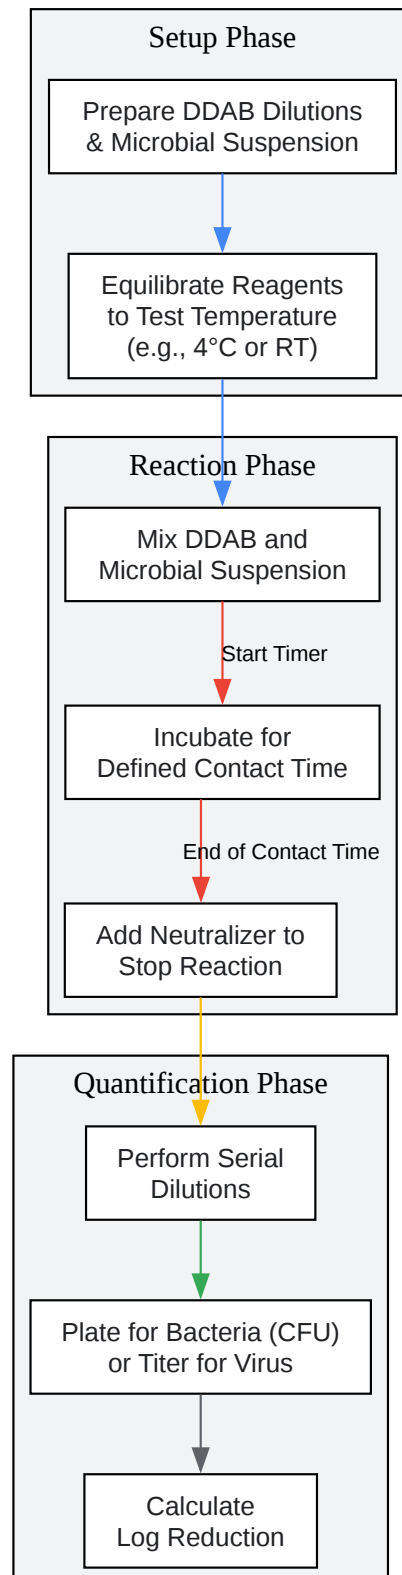 Setup Phase
Prepare DDAB Dilutions
& Microbial Suspension
Equilibrate Reagents
to Test Temperature
(e.g., 4°C or RT)
Reaction Phase
Mix DDAB and
Microbial Suspension
Start Timer
Incubate for
Defined Contact Time
End of Contact Time
Add Neutralizer to
Stop Reaction
Quantification Phase
Perform Serial
Dilutions
Plate for Bacteria (CFU)
or Titer for Virus
Calculate
Log Reduction